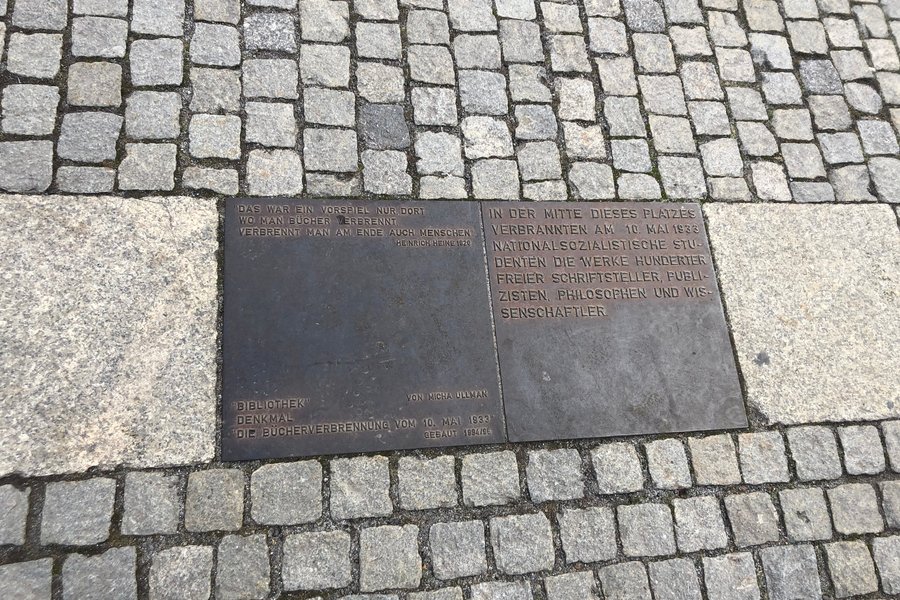 DAS WAR EIN VORSPIEL NUR DORT
WO MAN BÜCHER VERBRENNT
VERBRENNT MAN AM ENDE AUCH MENSCHEN"
HEINRICH HEINE 1820
"BIBLIOTHEK"
VON MICHA ULLMAN
DENKMAL
"DIE BÜCHERVERBRENNUNG VOM 10. MAI 1933"
GEBAUT 1994/95
IN DER MITTE DIESES PLATZES
VERBRANNTEN AM 10. MAI 1933
NATIONALSOZIALISTISCHE STU-
DENTEN DIE WERKE HUNDERTER
FREIER SCHRIFTSTELLER, PUBLI-
ZISTEN, PHILOSOPHEN UND WIS-
SENSCHAFTLER.